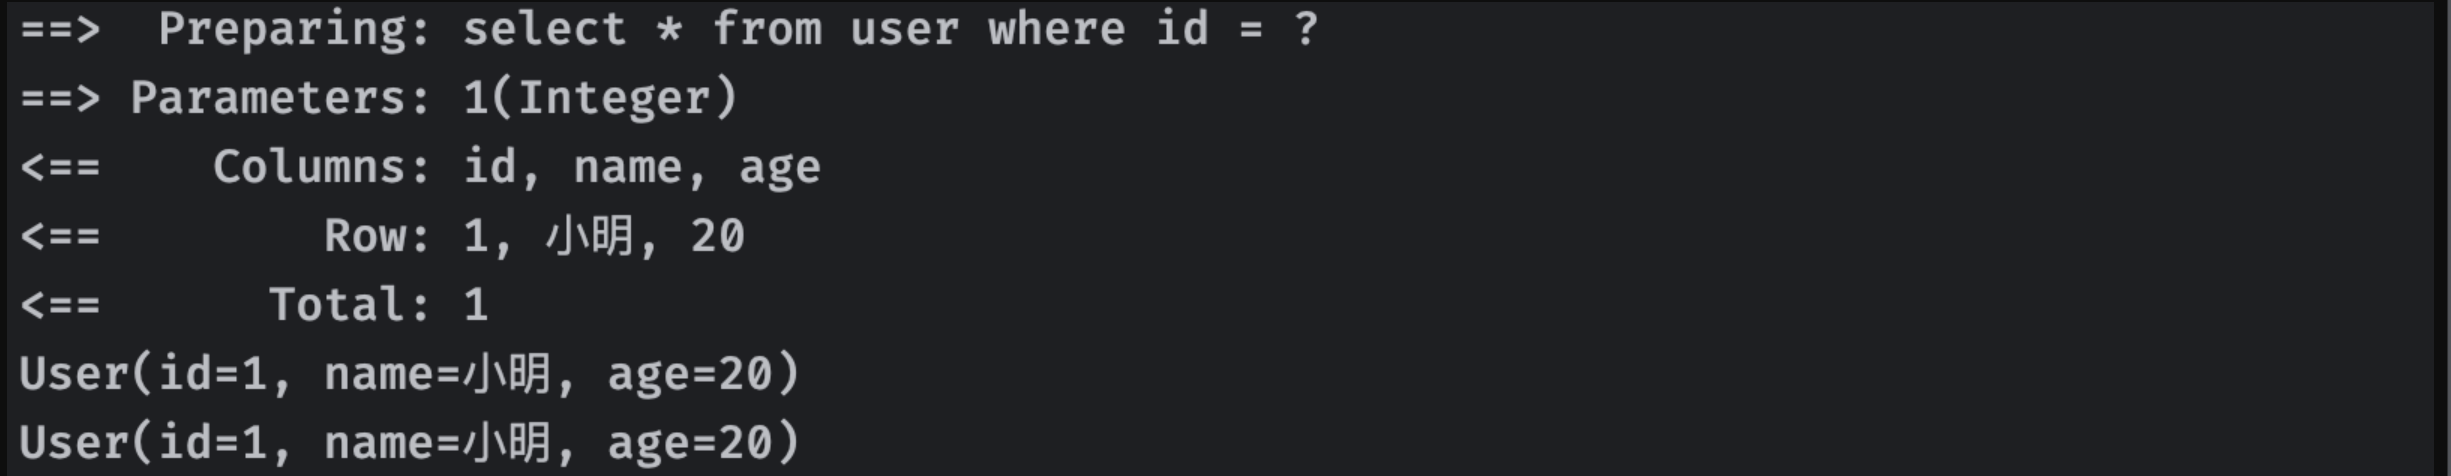 ==>  Preparing: select * from user where id = ?
==> Parameters: 1(Integer)
<==    Columns: id, name, age
<==        Row: 1, 小明, 20
<==      Total: 1
User(id=1, name=小明, age=20)
User(id=1, name=小明, age=20)